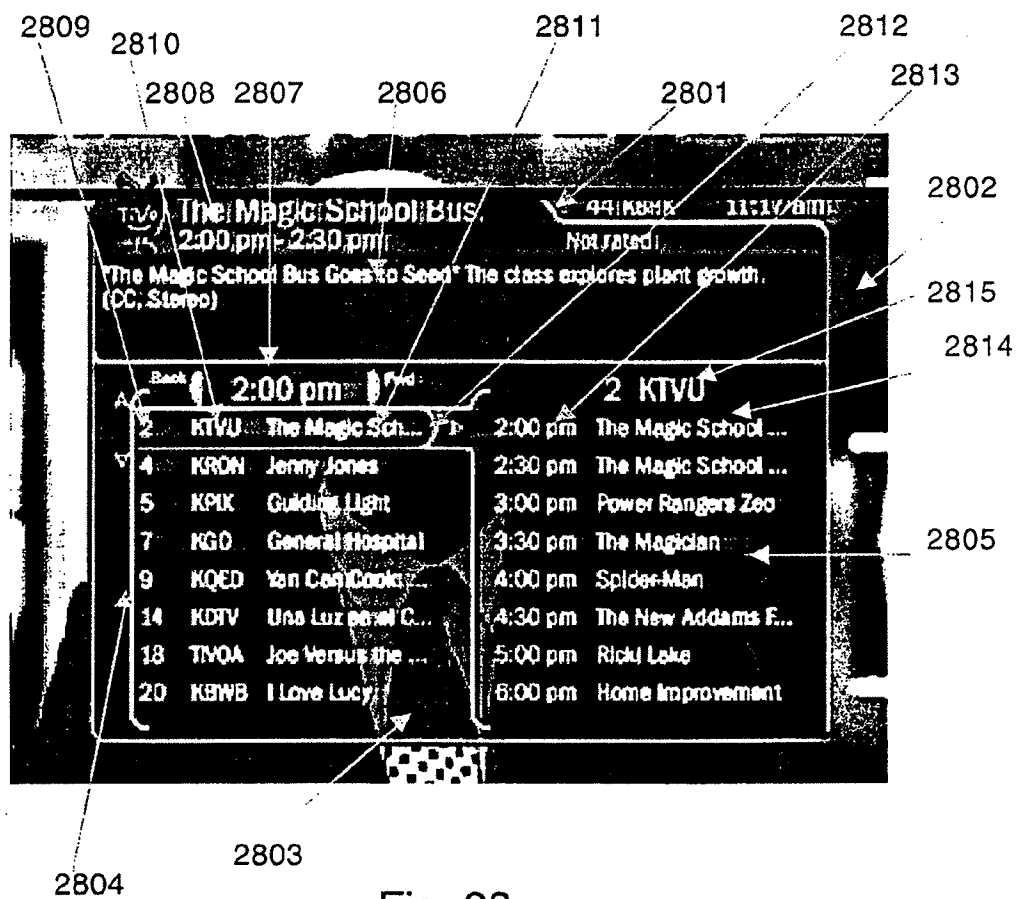 2809
2810
2811
2812
2808 2807 2806 2801
2813
2802
TiVo The Magic School Bus 44 KBHK
2:00 pm - 2:30 pm Not rated
"The Magic School Bus Goes to Seed" The class explores plant growth.
(CC, Stereo)
2815
2814
Back 2:00 pm Fwd 2 KTVU
2 KTVU The Magic Sch... 2:00 pm The Magic School ...
4 KRON Jenny Jones 2:30 pm The Magic School ...
5 KPIX Guiding Light 3:00 pm Power Rangers Zeo
7 KGO General Hospital 3:30 pm The Magician 2805
9 KQED Yan Can Cook: ... 4:00 pm Spider-Man
14 KDTV Una Luz en el C... 4:30 pm The New Addams F...
18 TIVOA Joe Versus the ... 5:00 pm Ricki Lake
20 KBWB I Love Lucy 6:00 pm Home Improvement
2803
2804